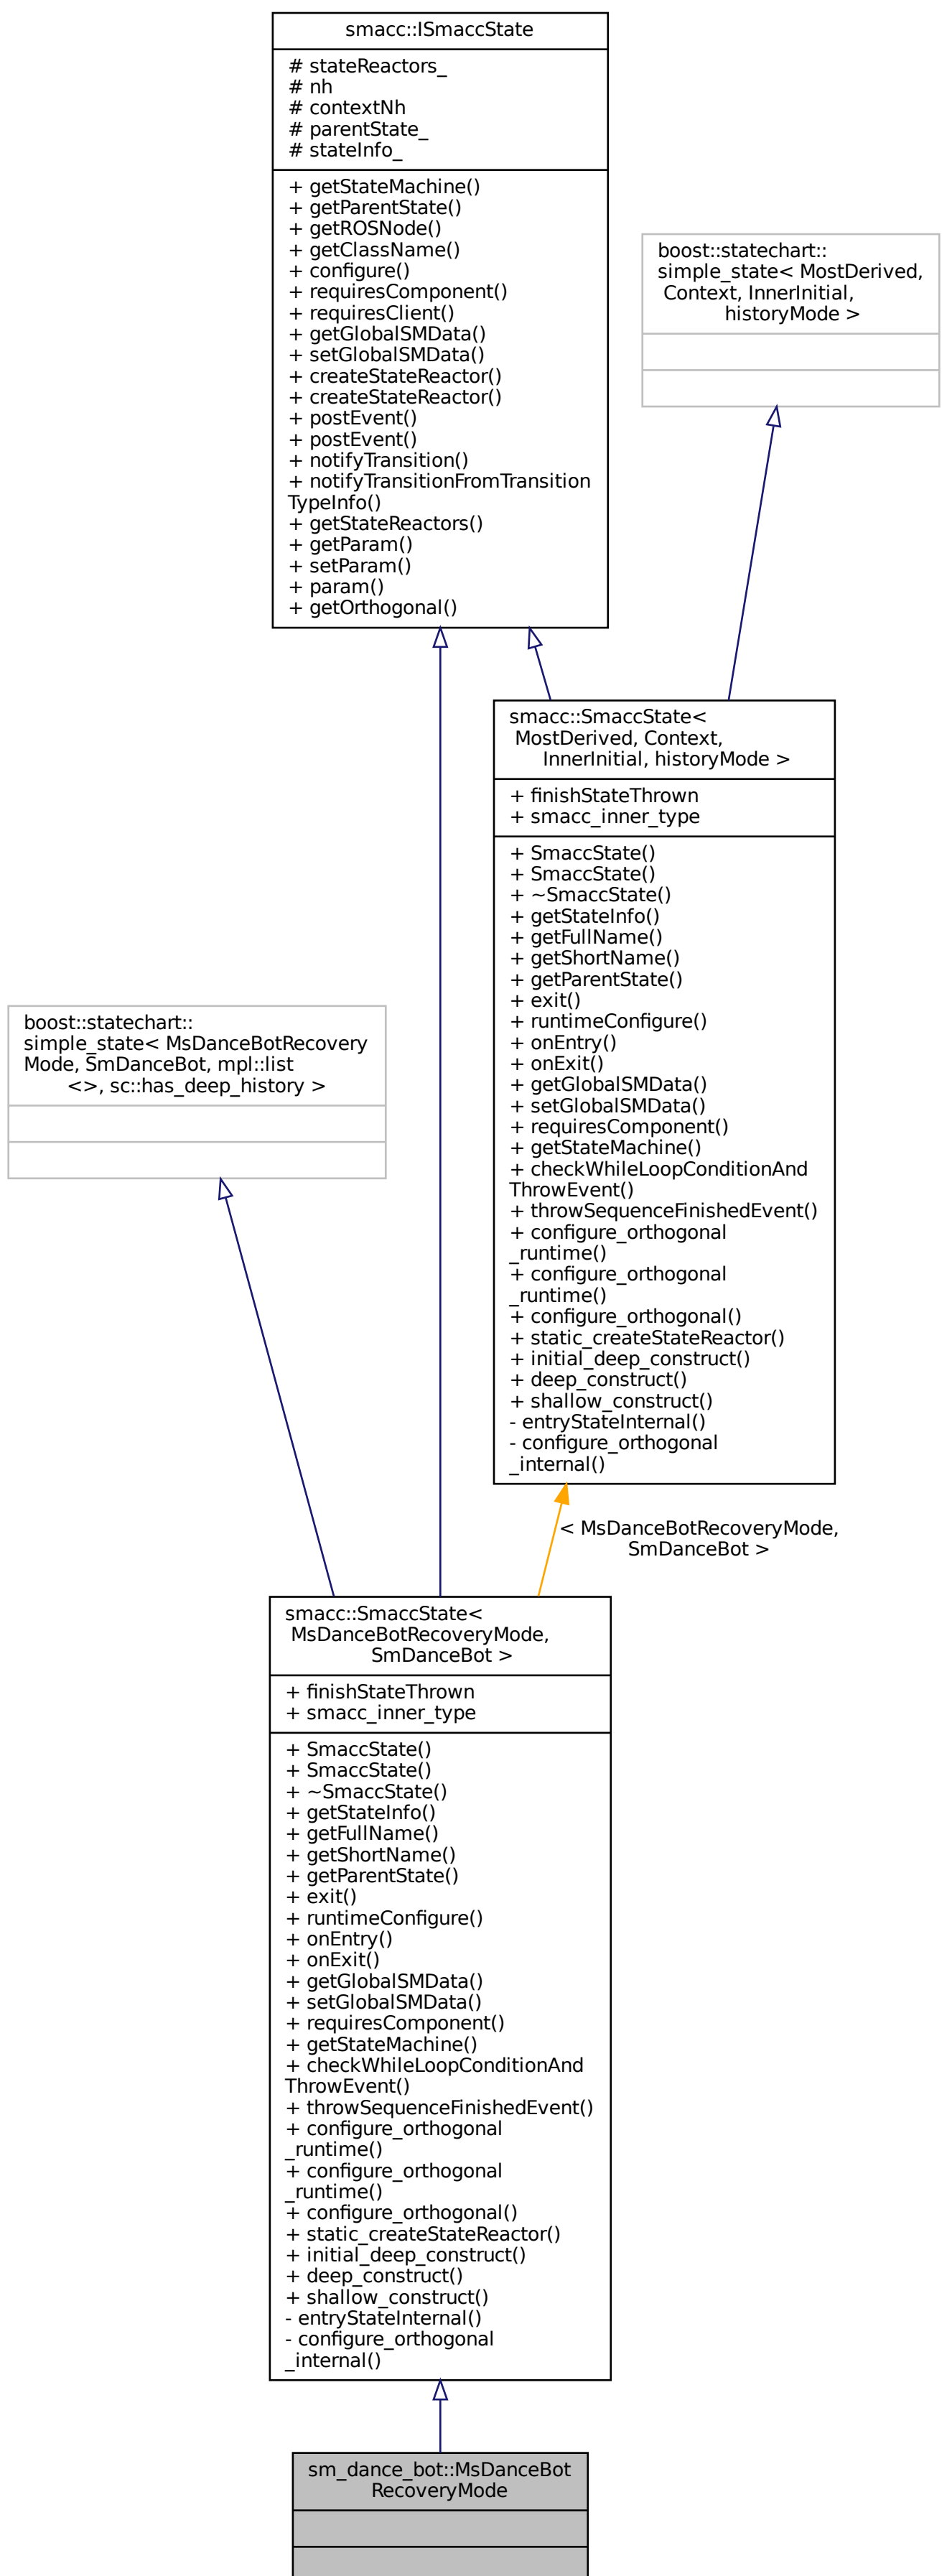 smacc::ISmaccState
# stateReactors_
# nh
# contextNh
# parentState_
# stateInfo_
+ getStateMachine()
+ getParentState()
+ getROSNode()
+ getClassName()
+ configure()
+ requiresComponent()
+ requiresClient()
+ getGlobalSMData()
+ setGlobalSMData()
+ createStateReactor()
+ createStateReactor()
+ postEvent()
+ postEvent()
+ notifyTransition()
+ notifyTransitionFromTransition
TypeInfo()
+ getStateReactors()
+ getParam()
+ setParam()
+ param()
+ getOrthogonal()
boost::statechart::
simple_state< MostDerived,
Context, InnerInitial,
historyMode >
smacc::SmaccState<
MostDerived, Context,
InnerInitial, historyMode >
+ finishStateThrown
+ smacc_inner_type
+ SmaccState()
+ SmaccState()
+ ~SmaccState()
+ getStateInfo()
+ getFullName()
+ getShortName()
+ getParentState()
+ exit()
+ runtimeConfigure()
+ onEntry()
+ onExit()
+ getGlobalSMData()
+ setGlobalSMData()
+ requiresComponent()
+ getStateMachine()
+ checkWhileLoopConditionAnd
ThrowEvent()
+ throwSequenceFinishedEvent()
+ configure_orthogonal
_runtime()
+ configure_orthogonal
_runtime()
+ configure_orthogonal()
+ static_createStateReactor()
+ initial_deep_construct()
+ deep_construct()
+ shallow_construct()
- entryStateInternal()
- configure_orthogonal
_internal()
boost::statechart::
simple_state< MsDanceBotRecovery
Mode, SmDanceBot, mpl::list
<>, sc::has_deep_history >
< MsDanceBotRecoveryMode,
SmDanceBot >
smacc::SmaccState<
MsDanceBotRecoveryMode,
SmDanceBot >
+ finishStateThrown
+ smacc_inner_type
+ SmaccState()
+ SmaccState()
+ ~SmaccState()
+ getStateInfo()
+ getFullName()
+ getShortName()
+ getParentState()
+ exit()
+ runtimeConfigure()
+ onEntry()
+ onExit()
+ getGlobalSMData()
+ setGlobalSMData()
+ requiresComponent()
+ getStateMachine()
+ checkWhileLoopConditionAnd
ThrowEvent()
+ throwSequenceFinishedEvent()
+ configure_orthogonal
_runtime()
+ configure_orthogonal
_runtime()
+ configure_orthogonal()
+ static_createStateReactor()
+ initial_deep_construct()
+ deep_construct()
+ shallow_construct()
- entryStateInternal()
- configure_orthogonal
_internal()
sm_dance_bot::MsDanceBot
RecoveryMode